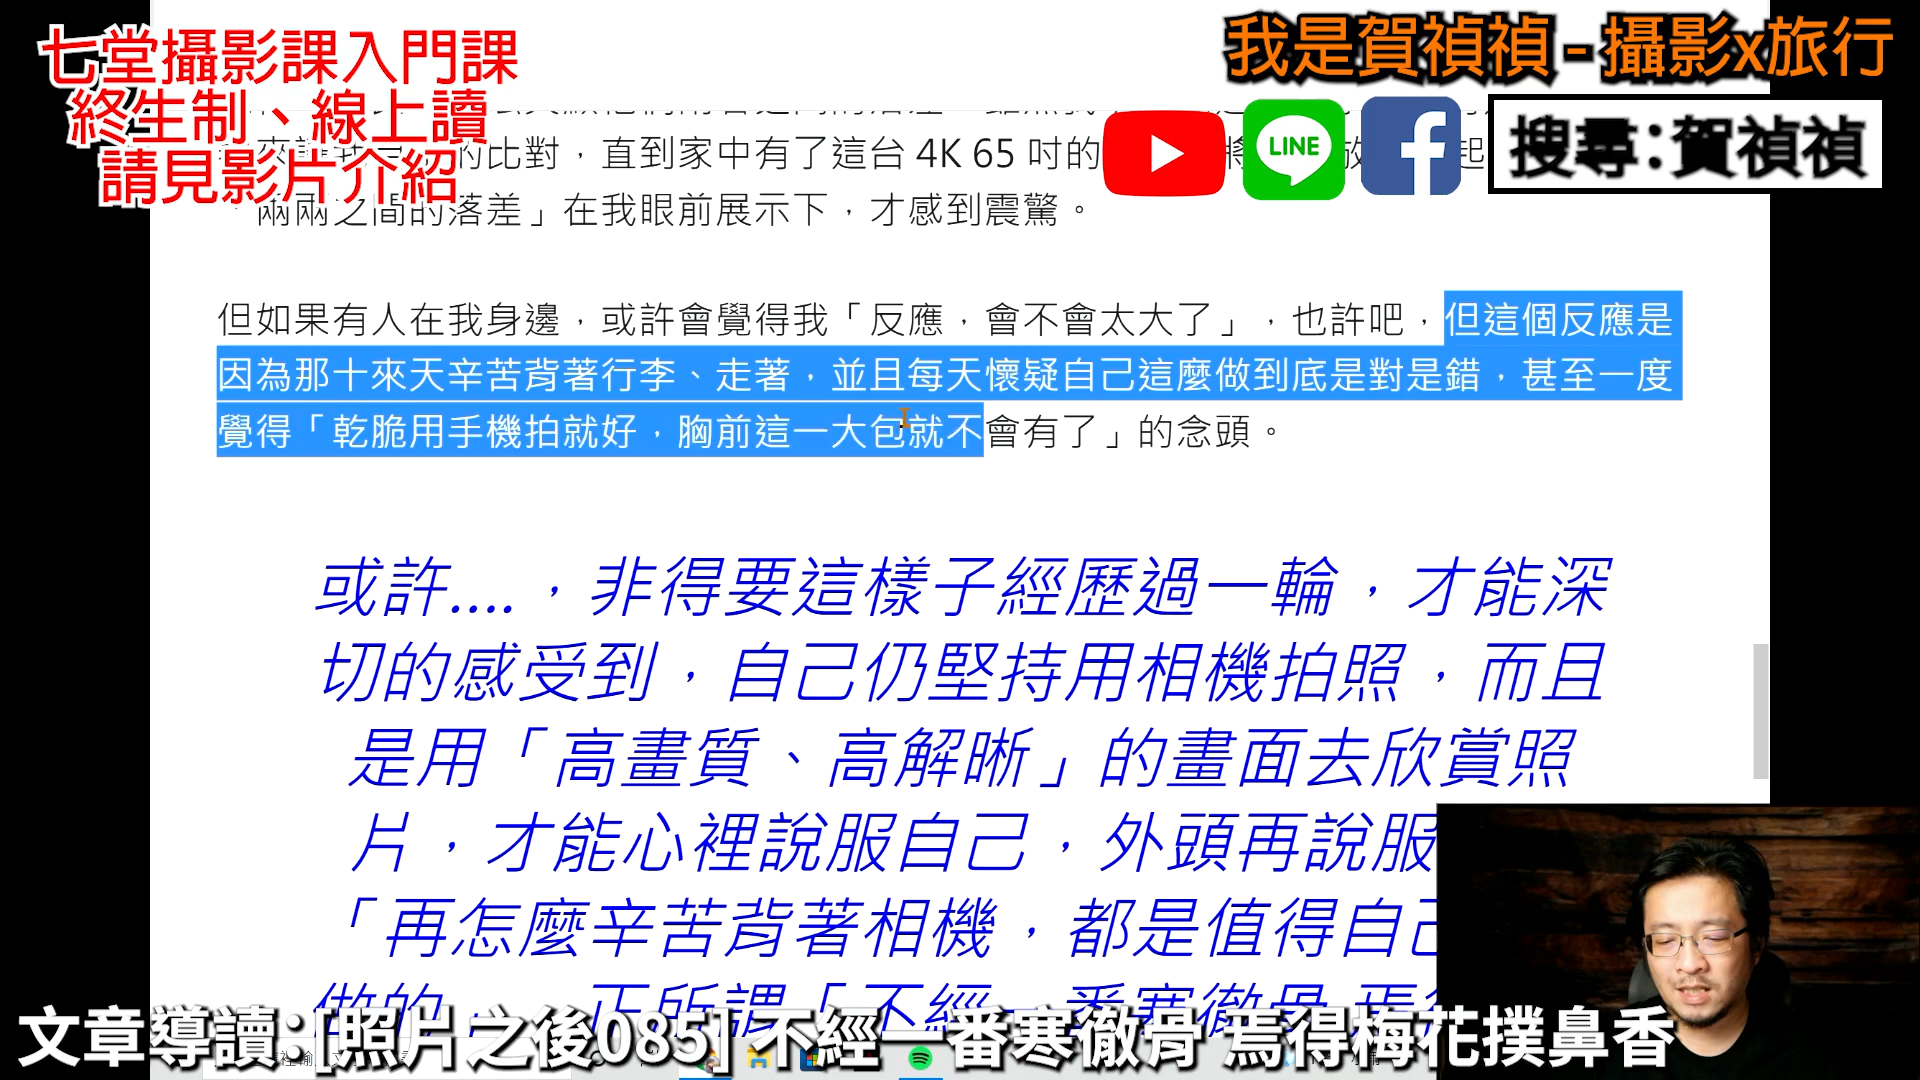 七堂攝影課入門課
終生制、線上讀
請見影片介紹
我是賀禎禎-攝影x旅行
LINE
搜尋:賀禎禎
的比對，直到家中有了這台 4K 65 吋的
兩兩之間的落差」在我眼前展示下，才感到震驚。
但如果有人在我身邊，或許會覺得我「反應，會不會太大了」，也許吧，但這個反應是
因為那十來天辛苦背著行李、走著，並且每天懷疑自己這麼做到底是對是錯，甚至一度
覺得「乾脆用手機拍就好，胸前這一大包就不會有了」的念頭。
或許....，非得要這樣子經歷過一輪，才能深
切的感受到，自己仍堅持用相機拍照，而且
是用「高畫質、高解晰」的畫面去欣賞照
片，才能心裡說服自己，外頭再說服
「再怎麼辛苦背著相機，都是值得自己
文章導讀:[照片之後085] 不經一番寒徹骨 焉得梅花撲鼻香